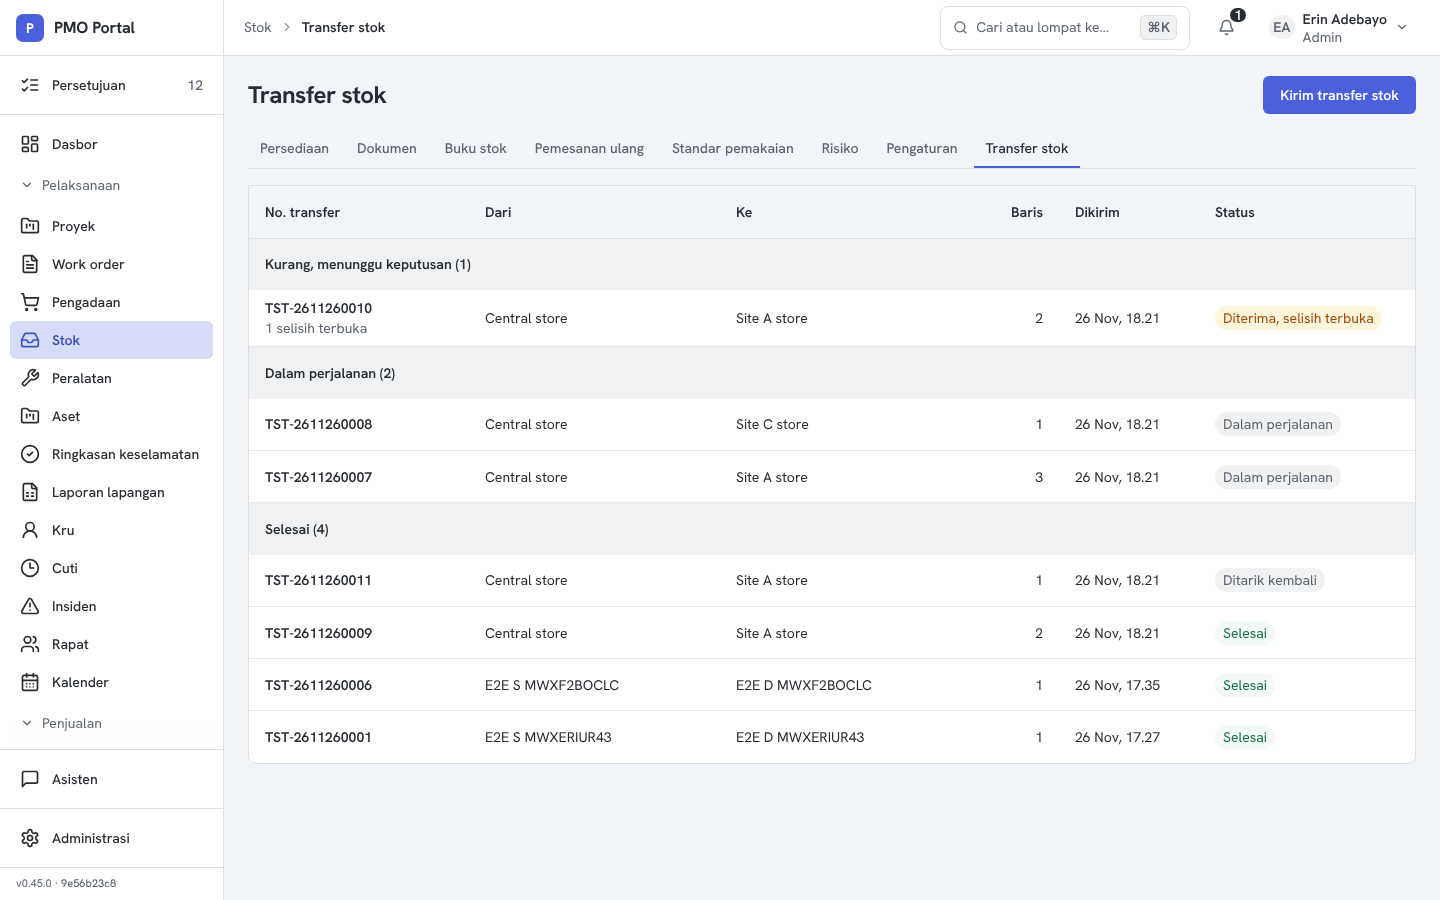 P PMO Portal
Stok > Transfer stok
Cari atau lompat ke... ⌘K
1
EA Erin Adebayo
Admin
Persetujuan 12
Dasbor
Pelaksanaan
Proyek
Work order
Pengadaan
Stok
Peralatan
Aset
Ringkasan keselamatan
Laporan lapangan
Kru
Cuti
Insiden
Rapat
Kalender
Penjualan
Asisten
Administrasi
v0.45.0 · 9e56b23c8
Transfer stok
Kirim transfer stok
Persediaan Dokumen Buku stok Pemesanan ulang Standar pemakaian Risiko Pengaturan Transfer stok
No. transfer Dari Ke Baris Dikirim Status
Kurang, menunggu keputusan (1)
TST-2611260010 Central store Site A store 2 26 Nov, 18.21 Diterima, selisih terbuka
1 selisih terbuka
Dalam perjalanan (2)
TST-2611260008 Central store Site C store 1 26 Nov, 18.21 Dalam perjalanan
TST-2611260007 Central store Site A store 3 26 Nov, 18.21 Dalam perjalanan
Selesai (4)
TST-2611260011 Central store Site A store 1 26 Nov, 18.21 Ditarik kembali
TST-2611260009 Central store Site A store 2 26 Nov, 18.21 Selesai
TST-2611260006 E2E S MWXF2BOCLC E2E D MWXF2BOCLC 1 26 Nov, 17.35 Selesai
TST-2611260001 E2E S MWXERIUR43 E2E D MWXERIUR43 1 26 Nov, 17.27 Selesai